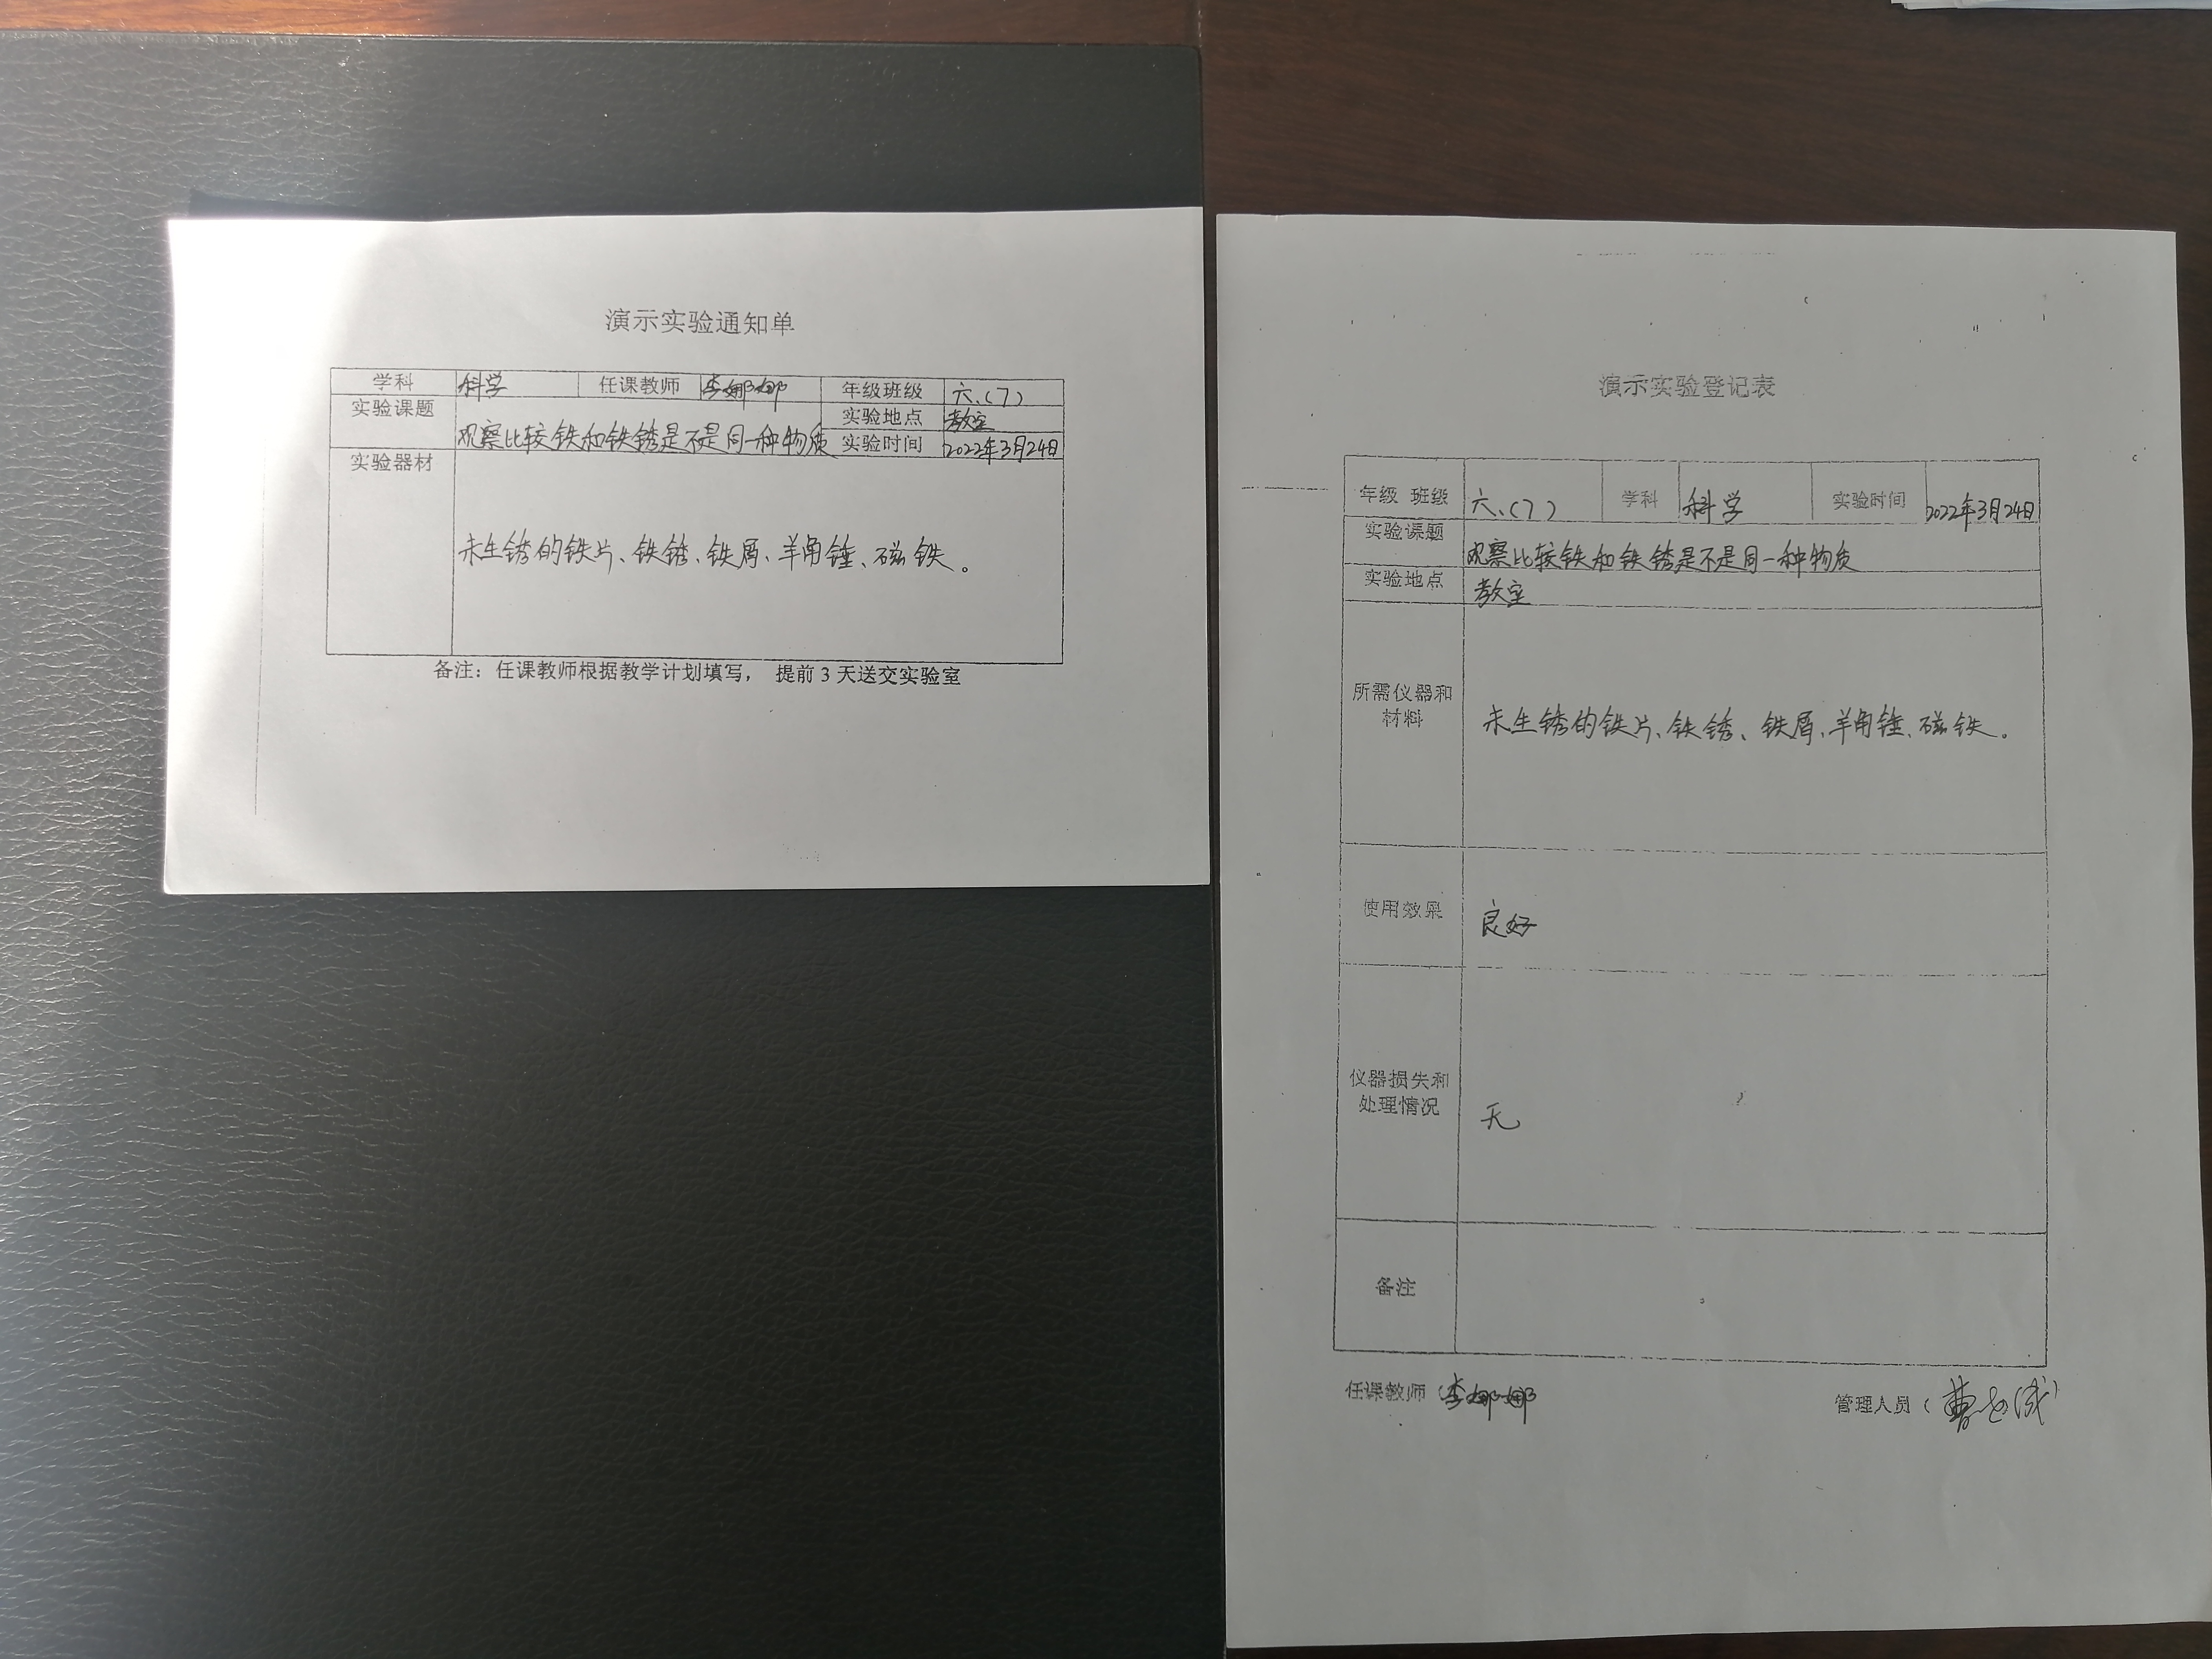 演示实验通知单
学科 科学 任课教师 李娜娜 年级班级 六.(7)
实验课题 观察比较铁和铁锈是不是同一种物质 实验地点 教室
实验时间 2022年3月24日
实验器材
未生锈的铁片、铁锈、铁屑、羊角锤、磁铁。
备注：任课教师根据教学计划填写， 提前3天送交实验室
演示实验登记表
年级 班级 六.(7) 学科 科学 实验时间 2022年3月24日
实验课题 观察比较铁和铁锈是不是同一种物质
实验地点 教室
所需仪器和
材料
未生锈的铁片、铁锈、铁屑、羊角锤、磁铁。
使用效果 良好
仪器损失和
处理情况 无
备注
任课教师（李娜娜
管理人员（曹 成）